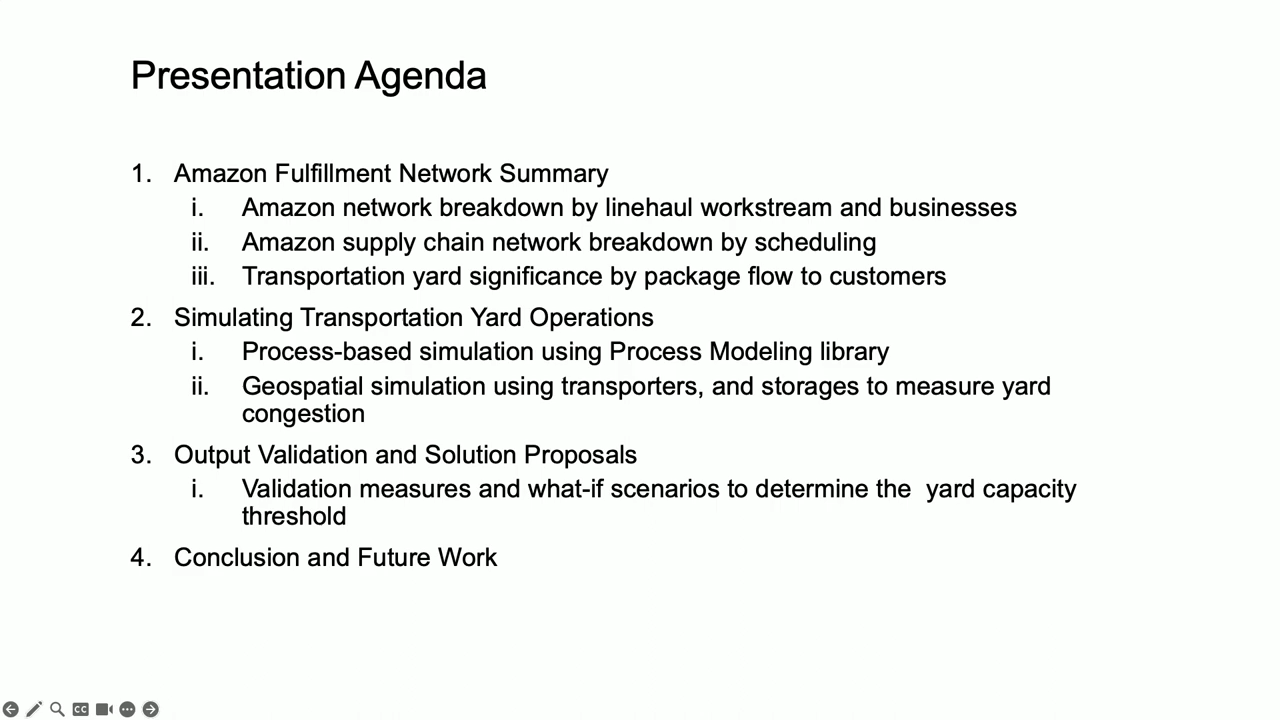 Presentation Agenda
1. Amazon Fulfillment Network Summary
i. Amazon network breakdown by linehaul workstream and businesses
ii. Amazon supply chain network breakdown by scheduling
iii. Transportation yard significance by package flow to customers
2. Simulating Transportation Yard Operations
i. Process-based simulation using Process Modeling library
ii. Geospatial simulation using transporters, and storages to measure yard
congestion
3. Output Validation and Solution Proposals
i. Validation measures and what-if scenarios to determine the  yard capacity
threshold
4. Conclusion and Future Work
CC